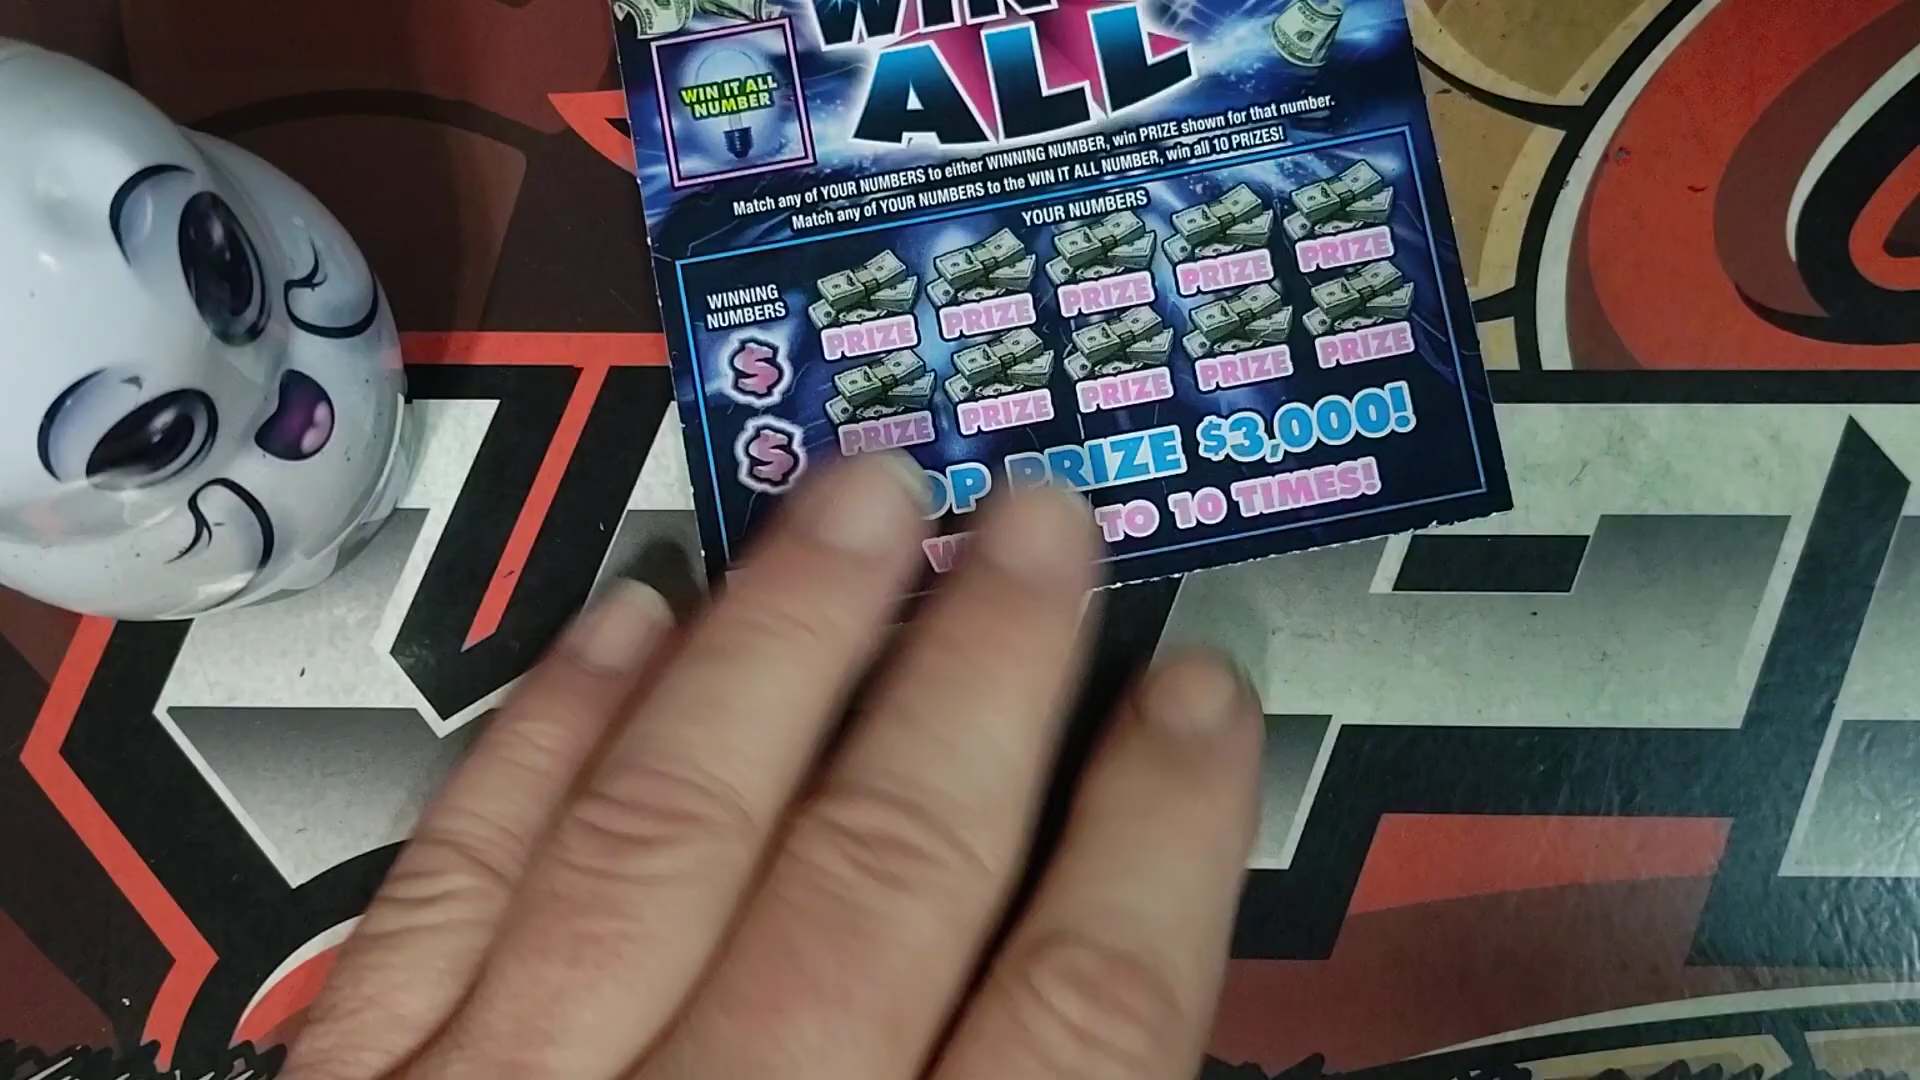 WIN
ALL
WIN IT ALL
NUMBER
Match any of YOUR NUMBERS to either WINNING NUMBER, win PRIZE shown for that number.
Match any of YOUR NUMBERS to the WIN IT ALL NUMBER, win all 10 PRIZES!
YOUR NUMBERS
WINNING
NUMBERS
PRIZE PRIZE PRIZE PRIZE PRIZE
$
PRIZE PRIZE PRIZE PRIZE PRIZE
$
PRIZE $3,000!
TO 10 TIMES!